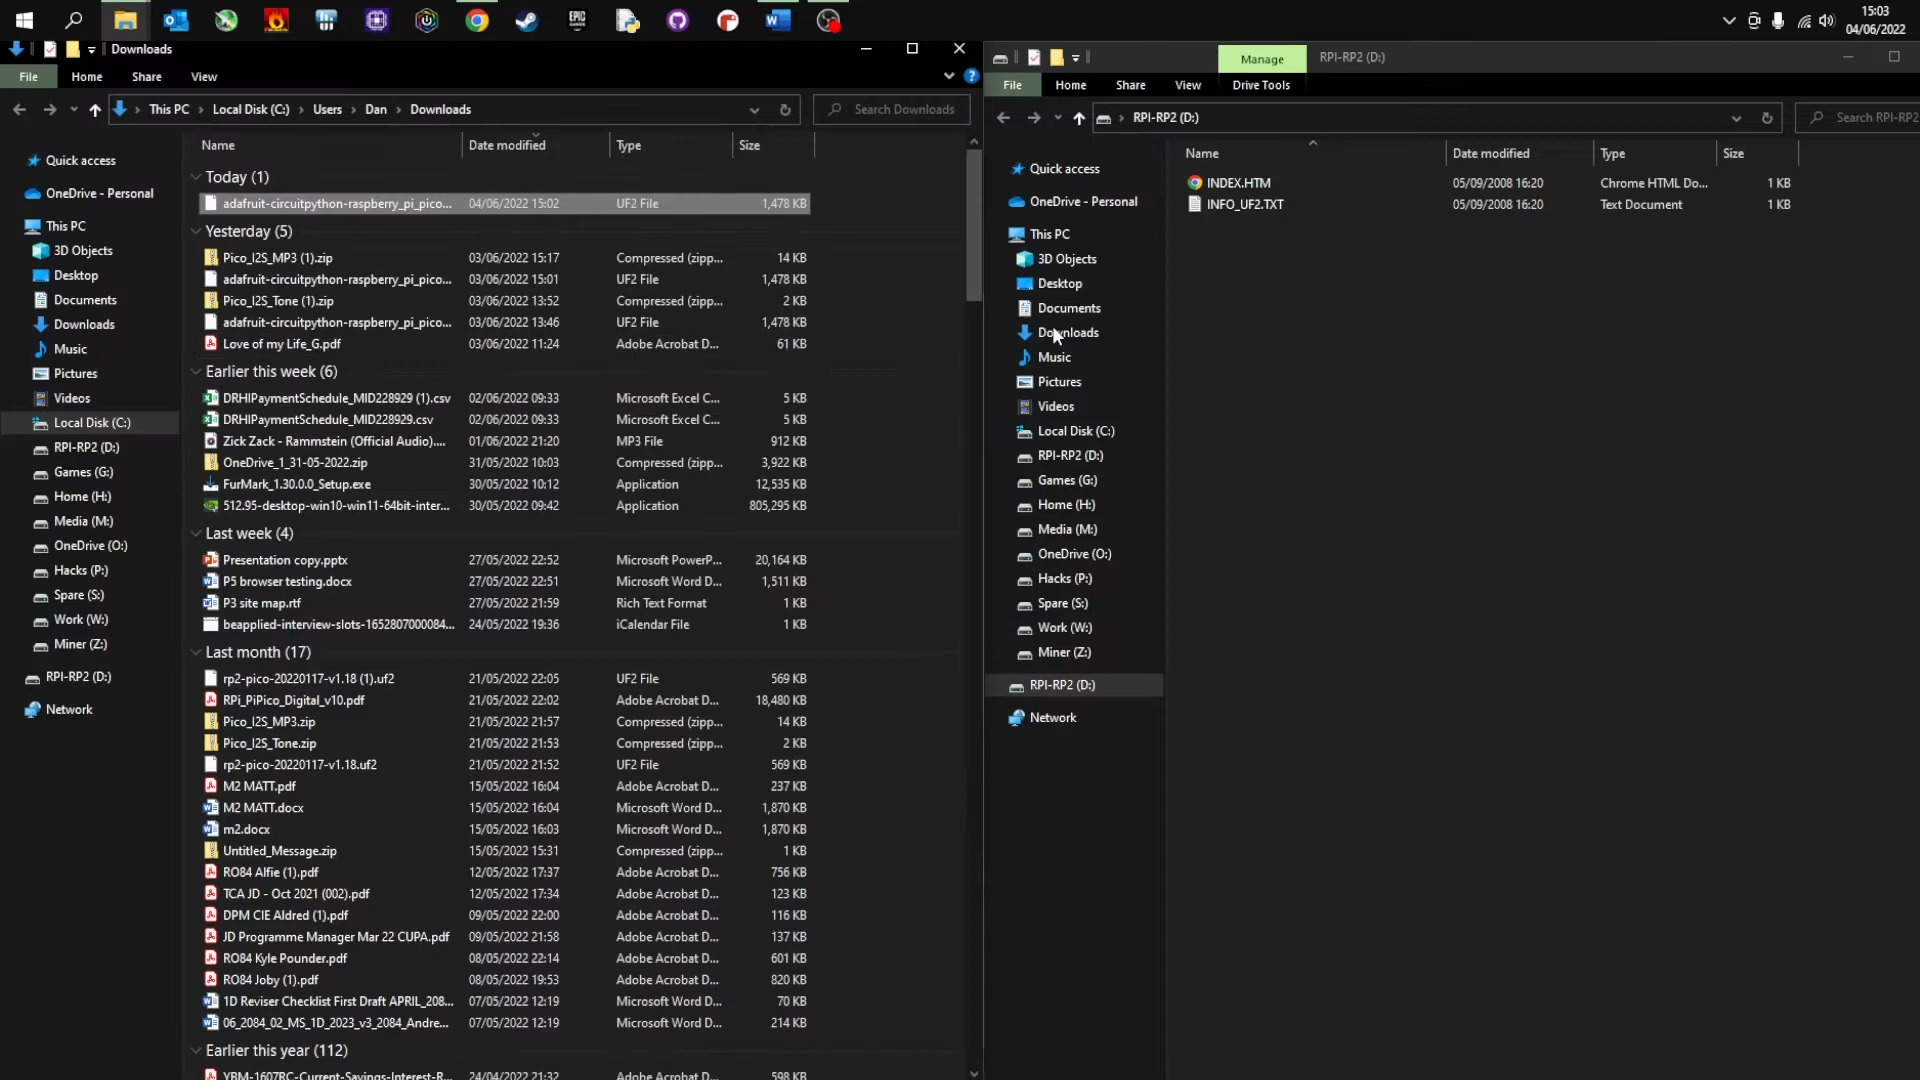 15:03
04/06/2022
Downloads
File Home Share View
This PC Local Disk (C:) Users Dan Downloads
Search Downloads
Quick access
OneDrive - Personal
This PC
3D Objects
Desktop
Documents
Downloads
Music
Pictures
Videos
Local Disk (C:)
RPI-RP2 (D:)
Games (G:)
Home (H:)
Media (M:)
OneDrive (O:)
Hacks (P:)
Spare (S:)
Work (W:)
Miner (Z:)
RPI-RP2 (D:)
Network
Name Date modified Type Size
Today (1)
adafruit-circuitpython-raspberry_pi_pico... 04/06/2022 15:02 UF2 File 1,478 KB
Yesterday (5)
Pico_I2S_MP3 (1).zip 03/06/2022 15:17 Compressed (zipp... 14 KB
adafruit-circuitpython-raspberry_pi_pico... 03/06/2022 15:01 UF2 File 1,478 KB
Pico_I2S_Tone (1).zip 03/06/2022 13:52 Compressed (zipp... 2 KB
adafruit-circuitpython-raspberry_pi_pico... 03/06/2022 13:46 UF2 File 1,478 KB
Love of my Life_G.pdf 03/06/2022 11:24 Adobe Acrobat D... 61 KB
Earlier this week (6)
DRHIPaymentSchedule_MID228929 (1).csv 02/06/2022 09:33 Microsoft Excel C... 5 KB
DRHIPaymentSchedule_MID228929.csv 02/06/2022 09:33 Microsoft Excel C... 5 KB
Zick Zack - Rammstein (Official Audio).... 01/06/2022 21:20 MP3 File 912 KB
OneDrive_1_31-05-2022.zip 31/05/2022 10:03 Compressed (zipp... 3,922 KB
FurMark_1.30.0.0_Setup.exe 30/05/2022 10:12 Application 12,535 KB
512.95-desktop-win10-win11-64bit-inter... 30/05/2022 09:42 Application 805,295 KB
Last week (4)
Presentation copy.pptx 27/05/2022 22:52 Microsoft PowerP... 20,164 KB
P5 browser testing.docx 27/05/2022 22:51 Microsoft Word D... 1,511 KB
P3 site map.rtf 27/05/2022 21:59 Rich Text Format 1 KB
beapplied-interview-slots-1652807000084... 24/05/2022 19:36 iCalendar File 1 KB
Last month (17)
rp2-pico-20220117-v1.18 (1).uf2 21/05/2022 22:05 UF2 File 569 KB
RPi_PiPico_Digital_v10.pdf 21/05/2022 22:02 Adobe Acrobat D... 18,480 KB
Pico_I2S_MP3.zip 21/05/2022 21:57 Compressed (zipp... 14 KB
Pico_I2S_Tone.zip 21/05/2022 21:53 Compressed (zipp... 2 KB
rp2-pico-20220117-v1.18.uf2 21/05/2022 21:52 UF2 File 569 KB
M2 MATT.pdf 15/05/2022 16:04 Adobe Acrobat D... 237 KB
M2 MATT.docx 15/05/2022 16:04 Microsoft Word D... 1,870 KB
m2.docx 15/05/2022 16:03 Microsoft Word D... 1,870 KB
Untitled_Message.zip 15/05/2022 15:31 Compressed (zipp... 1 KB
RO84 Alfie (1).pdf 12/05/2022 17:37 Adobe Acrobat D... 756 KB
TCA JD - Oct 2021 (002).pdf 12/05/2022 17:34 Adobe Acrobat D... 123 KB
DPM CIE Aldred (1).pdf 09/05/2022 22:00 Adobe Acrobat D... 116 KB
JD Programme Manager Mar 22 CUPA.pdf 09/05/2022 21:58 Adobe Acrobat D... 137 KB
RO84 Kyle Pounder.pdf 08/05/2022 22:14 Adobe Acrobat D... 601 KB
RO84 Joby (1).pdf 08/05/2022 19:53 Adobe Acrobat D... 820 KB
1D Reviser Checklist First Draft APRIL_208... 07/05/2022 12:19 Microsoft Word D... 70 KB
06_2084_02_MS_1D_2023_v3_2084_Andre... 07/05/2022 12:19 Microsoft Word D... 214 KB
Earlier this year (112)
YBM-1607RC-Current-Savings-Interest-R... 24/04/2022 21:32 Adobe Acrobat D... 598 KB
Manage RPI-RP2 (D:)
File Home Share View Drive Tools
RPI-RP2 (D:)
Search RPI-RP2
Quick access
OneDrive - Personal
This PC
3D Objects
Desktop
Documents
Downloads
Music
Pictures
Videos
Local Disk (C:)
RPI-RP2 (D:)
Games (G:)
Home (H:)
Media (M:)
OneDrive (O:)
Hacks (P:)
Spare (S:)
Work (W:)
Miner (Z:)
RPI-RP2 (D:)
Network
Name Date modified Type Size
INDEX.HTM 05/09/2008 16:20 Chrome HTML Do... 1 KB
INFO_UF2.TXT 05/09/2008 16:20 Text Document 1 KB